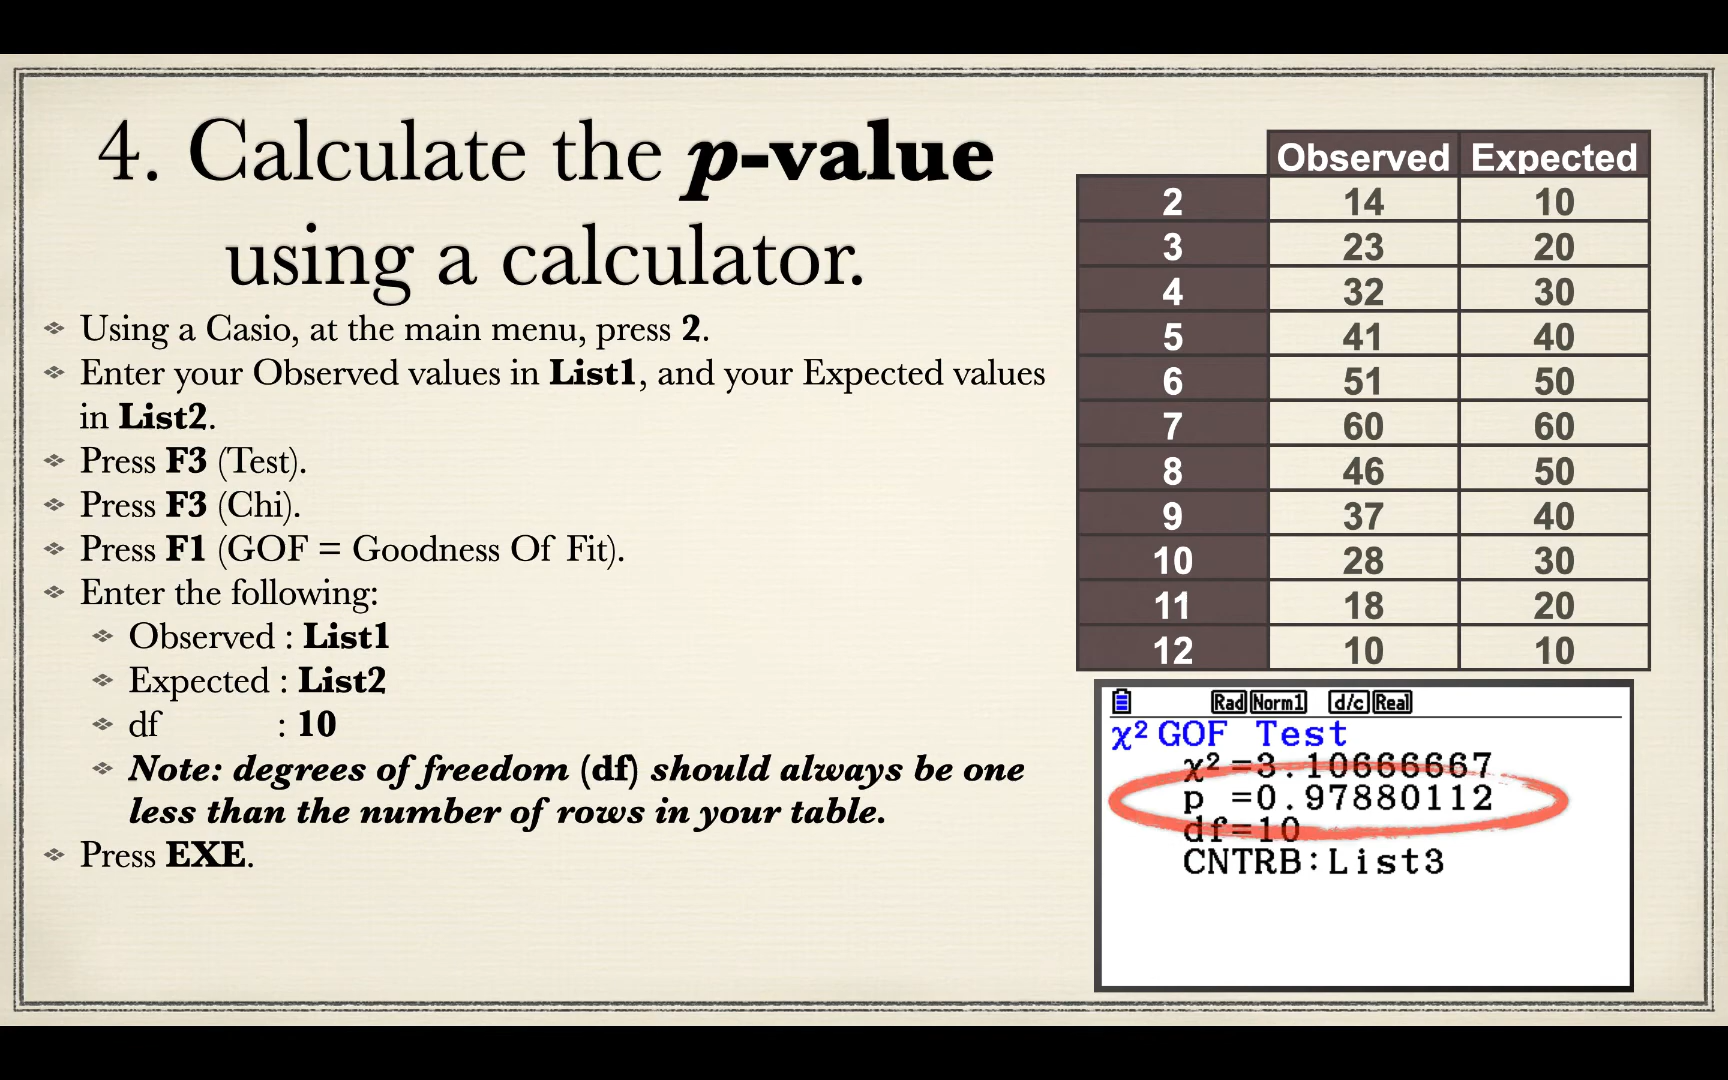 4. Calculate the p-value
using a calculator.
❖ Using a Casio, at the main menu, press 2.
❖ Enter your Observed values in List1, and your Expected values
in List2.
❖ Press F3 (Test).
❖ Press F3 (Chi).
❖ Press F1 (GOF = Goodness Of Fit).
❖ Enter the following:
❖ Observed : List1
❖ Expected : List2
❖ df : 10
❖ Note: degrees of freedom (df) should always be one
less than the number of rows in your table.
❖ Press EXE.
Observed Expected
2 14 10
3 23 20
4 32 30
5 41 40
6 51 50
7 60 60
8 46 50
9 37 40
10 28 30
11 18 20
12 10 10
Rad Norm1 d/c Real
χ² GOF Test
χ²=3.10666667
p =0.97880112
df=10
CNTRB:List3